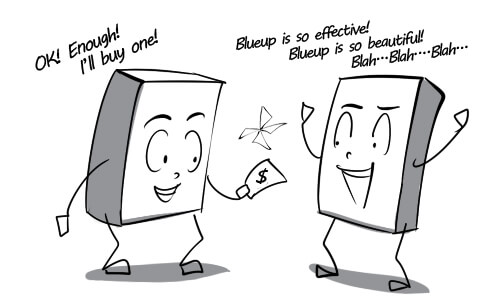 OK! Enough!
I'll buy one!
Blueup is so effective!
Blueup is so beautiful!
Blah···Blah····Blah···
$